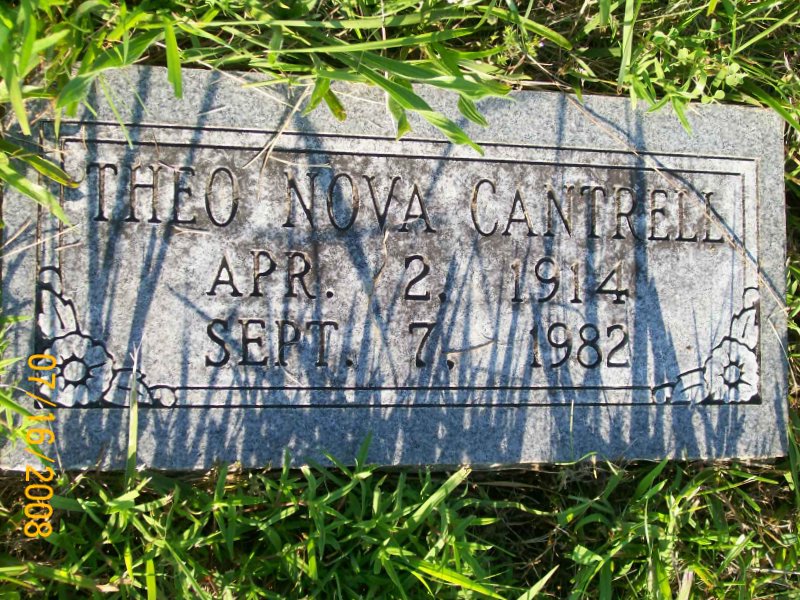 THEO NOVA CANTRELL
APR. 2, 1914
SEPT. 7, 1982
07/16/2008